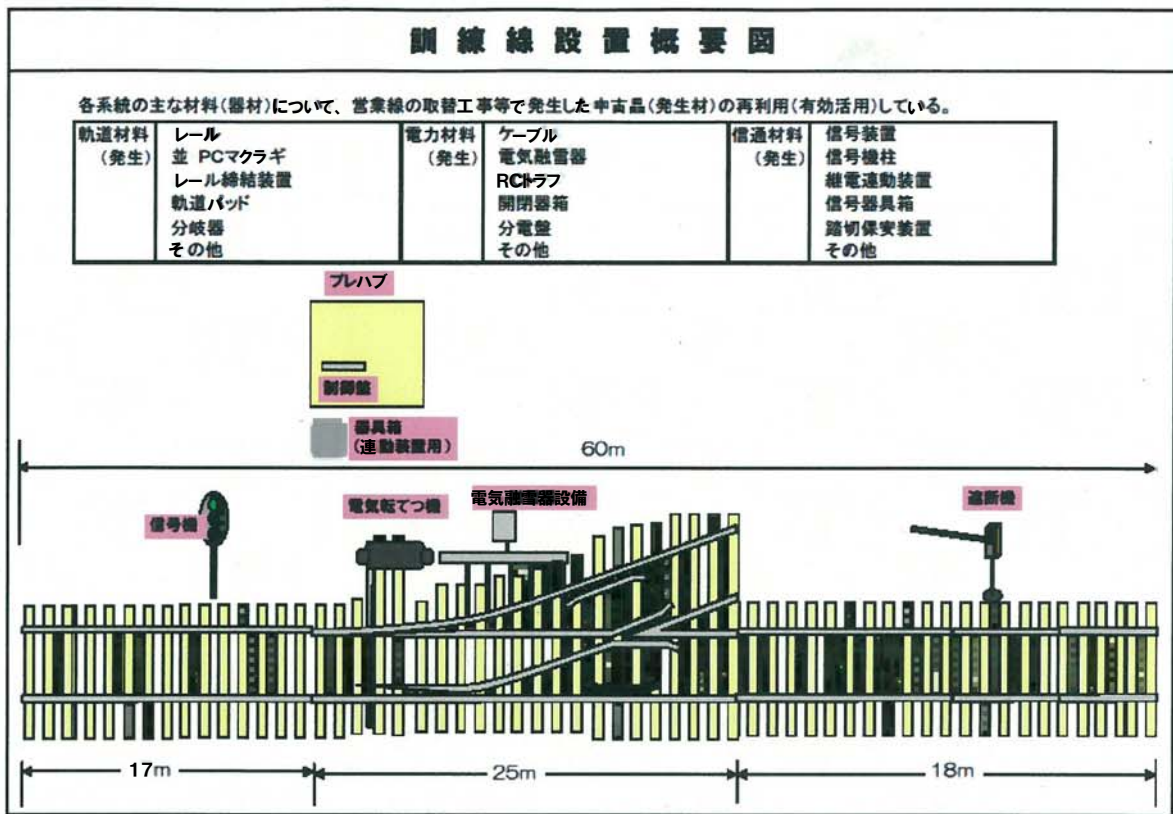 訓練線設置概要図
各系統の主な材料(器材)について、営業線の取替工事等で発生した中古品(発生材)の再利用(有効活用)している。
軌道材料
(発生)
レール
並 PCマクラギ
レール締結装置
軌道パッド
分岐器
その他
電力材料
(発生)
ケーブル
電気融雪器
RCトラフ
開閉器箱
分電盤
その他
信通材料
(発生)
信号装置
信号機柱
継電連動装置
信号器具箱
踏切保安装置
その他
プレハブ
制御盤
器具箱
(連動装置用)
60m
信号機
電気転てつ機
電気融雪器設備
遮断機
17m
25m
18m